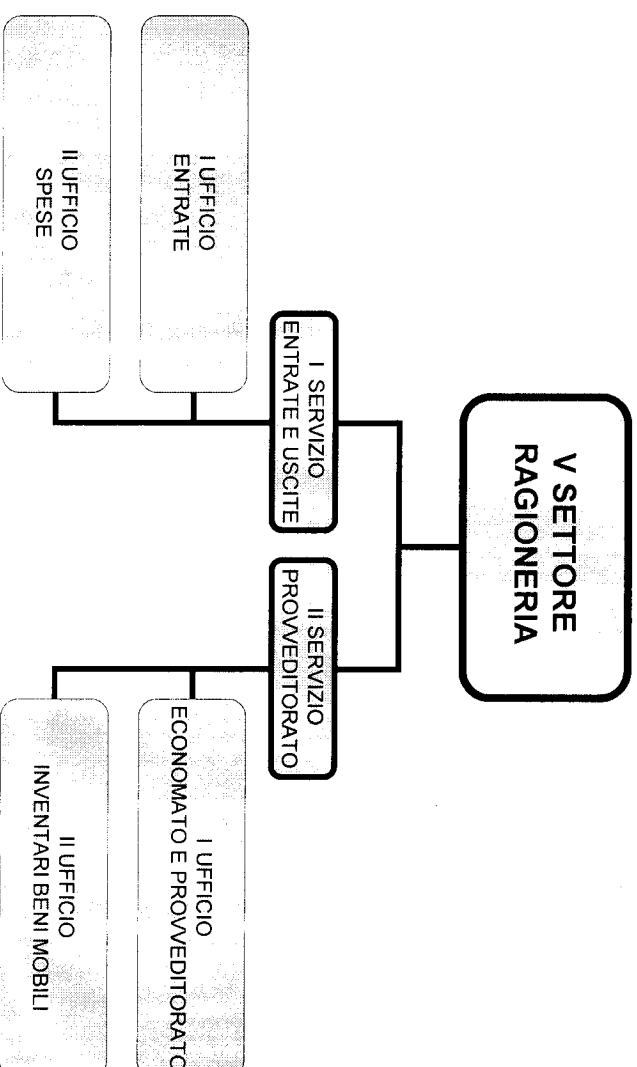 V SETTORE
RAGIONERIA
I SERVIZIO
ENTRATE E USCITE
II SERVIZIO
PROVVEDITORATO
I UFFICIO
ENTRATE
II UFFICIO
SPESE
I UFFICIO
ECONOMATO E PROVVEDITORATO
II UFFICIO
INVENTARI BENI MOBILI